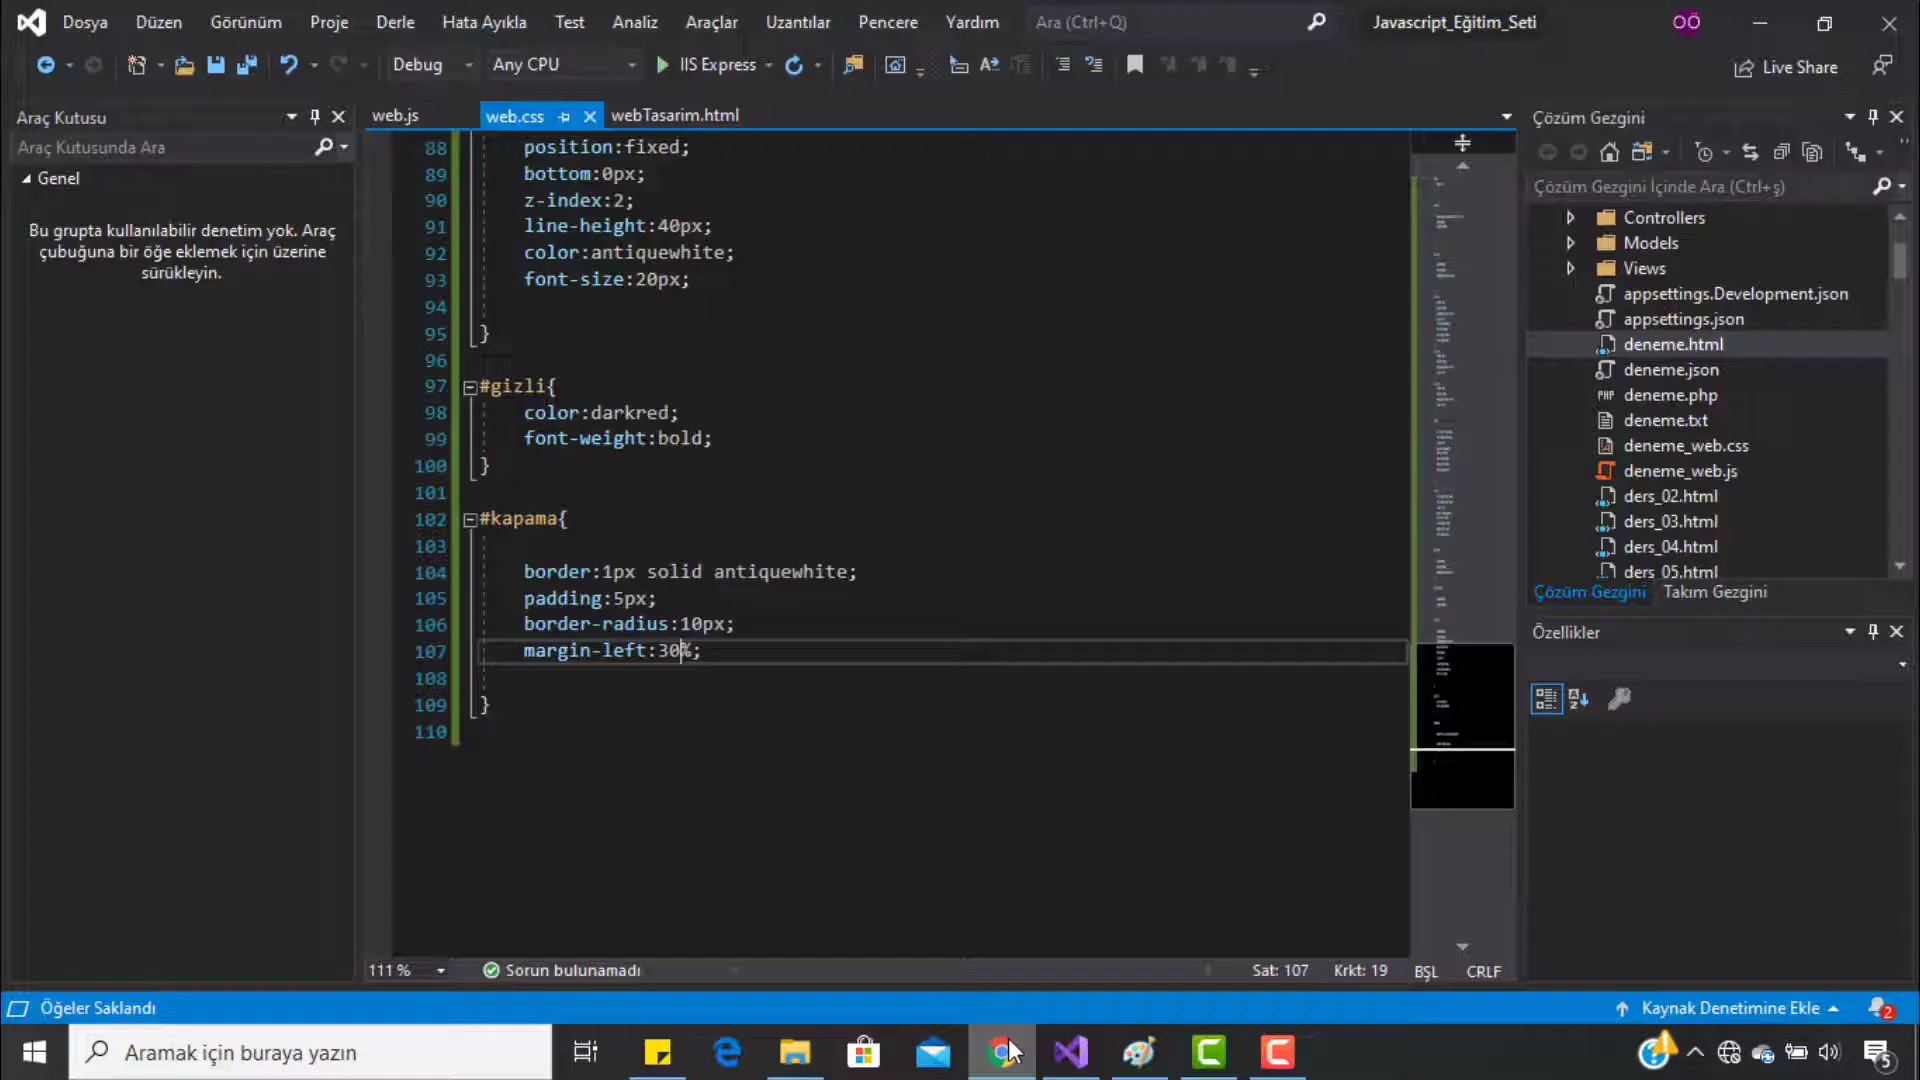 Dosya Düzen Görünüm Proje Derle Hata Ayıkla Test Analiz Araçlar Uzantılar Pencere Yardım Ara (Ctrl+Q) Javascript_Eğitim_Seti OÖ
Debug Any CPU IIS Express Live Share
Araç Kutusu
Araç Kutusunda Ara
Genel
Bu grupta kullanılabilir denetim yok. Araç
çubuğuna bir öğe eklemek için üzerine
sürükleyin.
web.js web.css webTasarim.html
88 position:fixed;
89 bottom:0px;
90 z-index:2;
91 line-height:40px;
92 color:antiquewhite;
93 font-size:20px;
94
95 }
96
97 #gizli{
98 color:darkred;
99 font-weight:bold;
100 }
101
102 #kapama{
103
104 border:1px solid antiquewhite;
105 padding:5px;
106 border-radius:10px;
107 margin-left:30%;
108
109 }
110
111 % Sorun bulunamadı Sat: 107 Krkt: 19 BŞL CRLF
Çözüm Gezgini
Çözüm Gezgini İçinde Ara (Ctrl+ş)
Controllers
Models
Views
appsettings.Development.json
appsettings.json
deneme.html
deneme.json
PHP deneme.php
deneme.txt
deneme_web.css
deneme_web.js
ders_02.html
ders_03.html
ders_04.html
ders_05.html
Çözüm Gezgini Takım Gezgini
Özellikler
Öğeler Saklandı Kaynak Denetimine Ekle 2
Aramak için buraya yazın 5